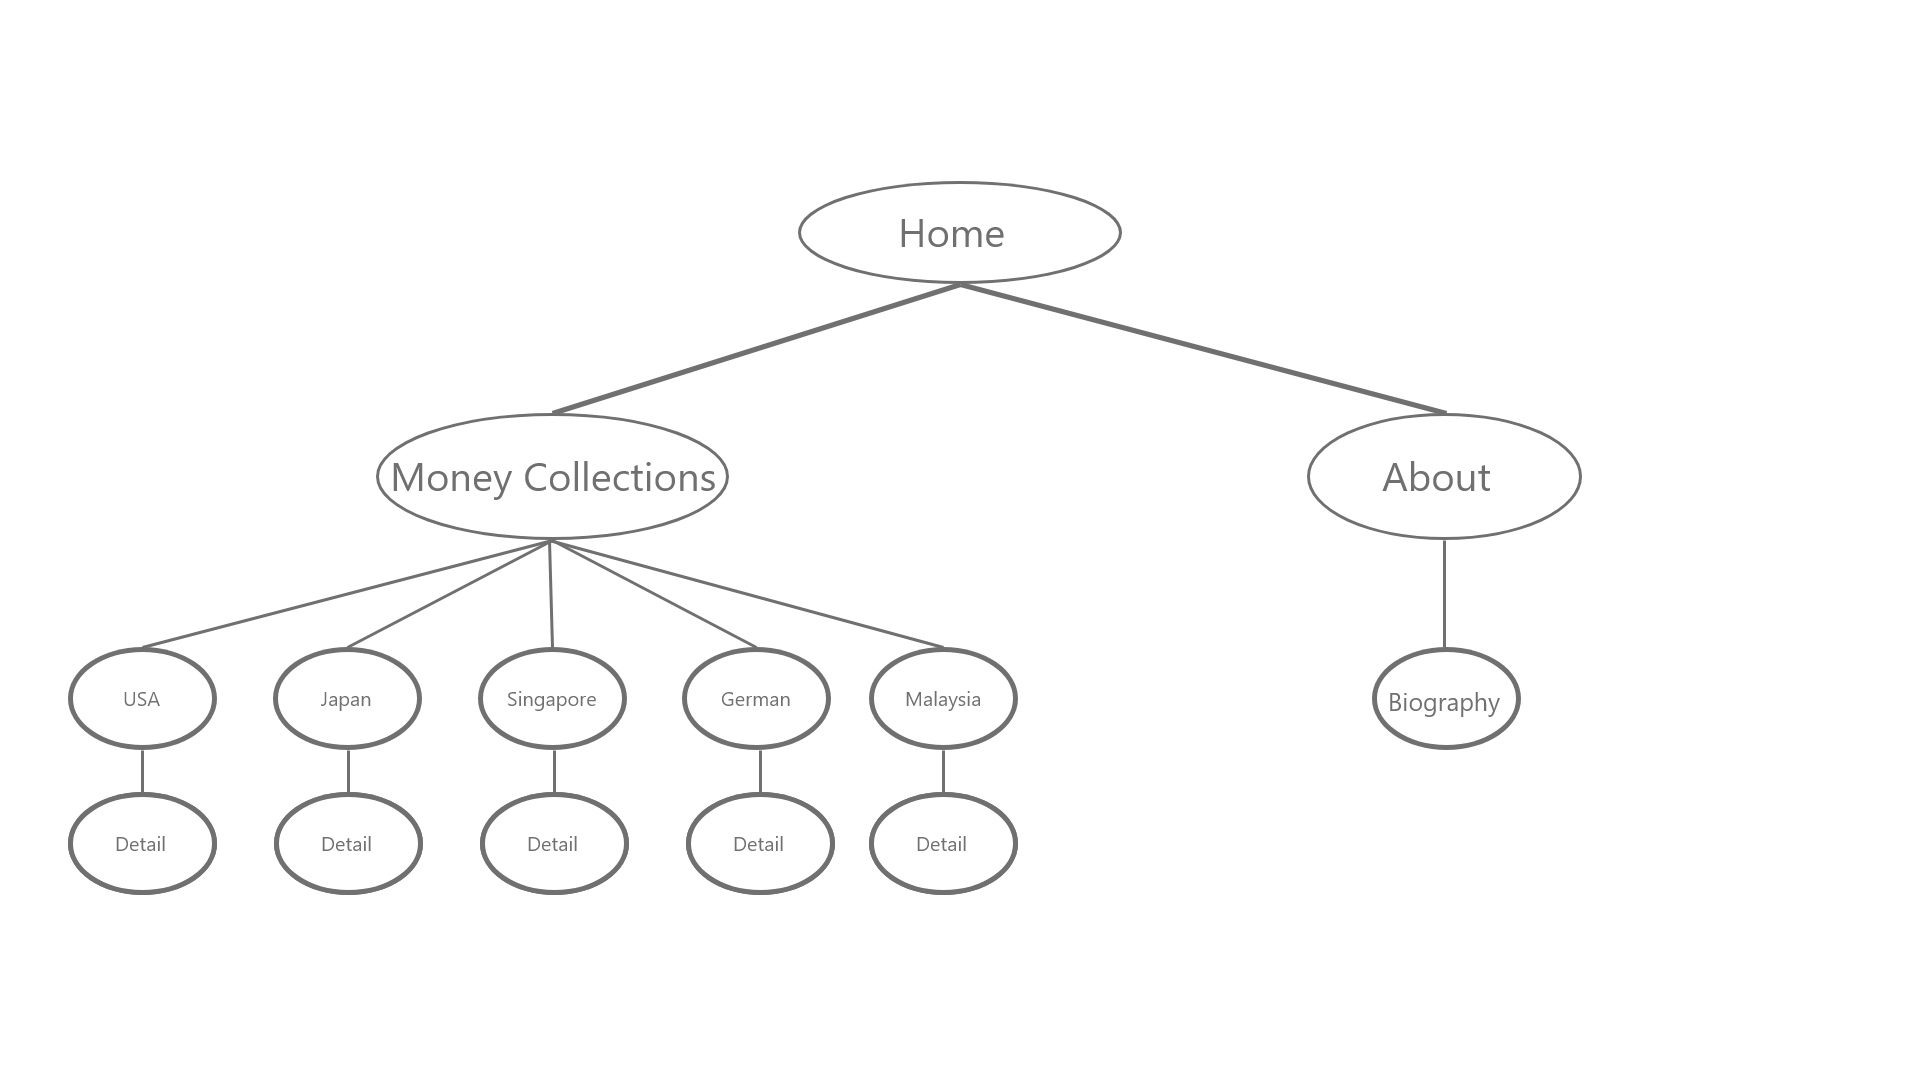 Home
Money Collections
About
USA
Japan
Singapore
German
Malaysia
Biography
Detail
Detail
Detail
Detail
Detail